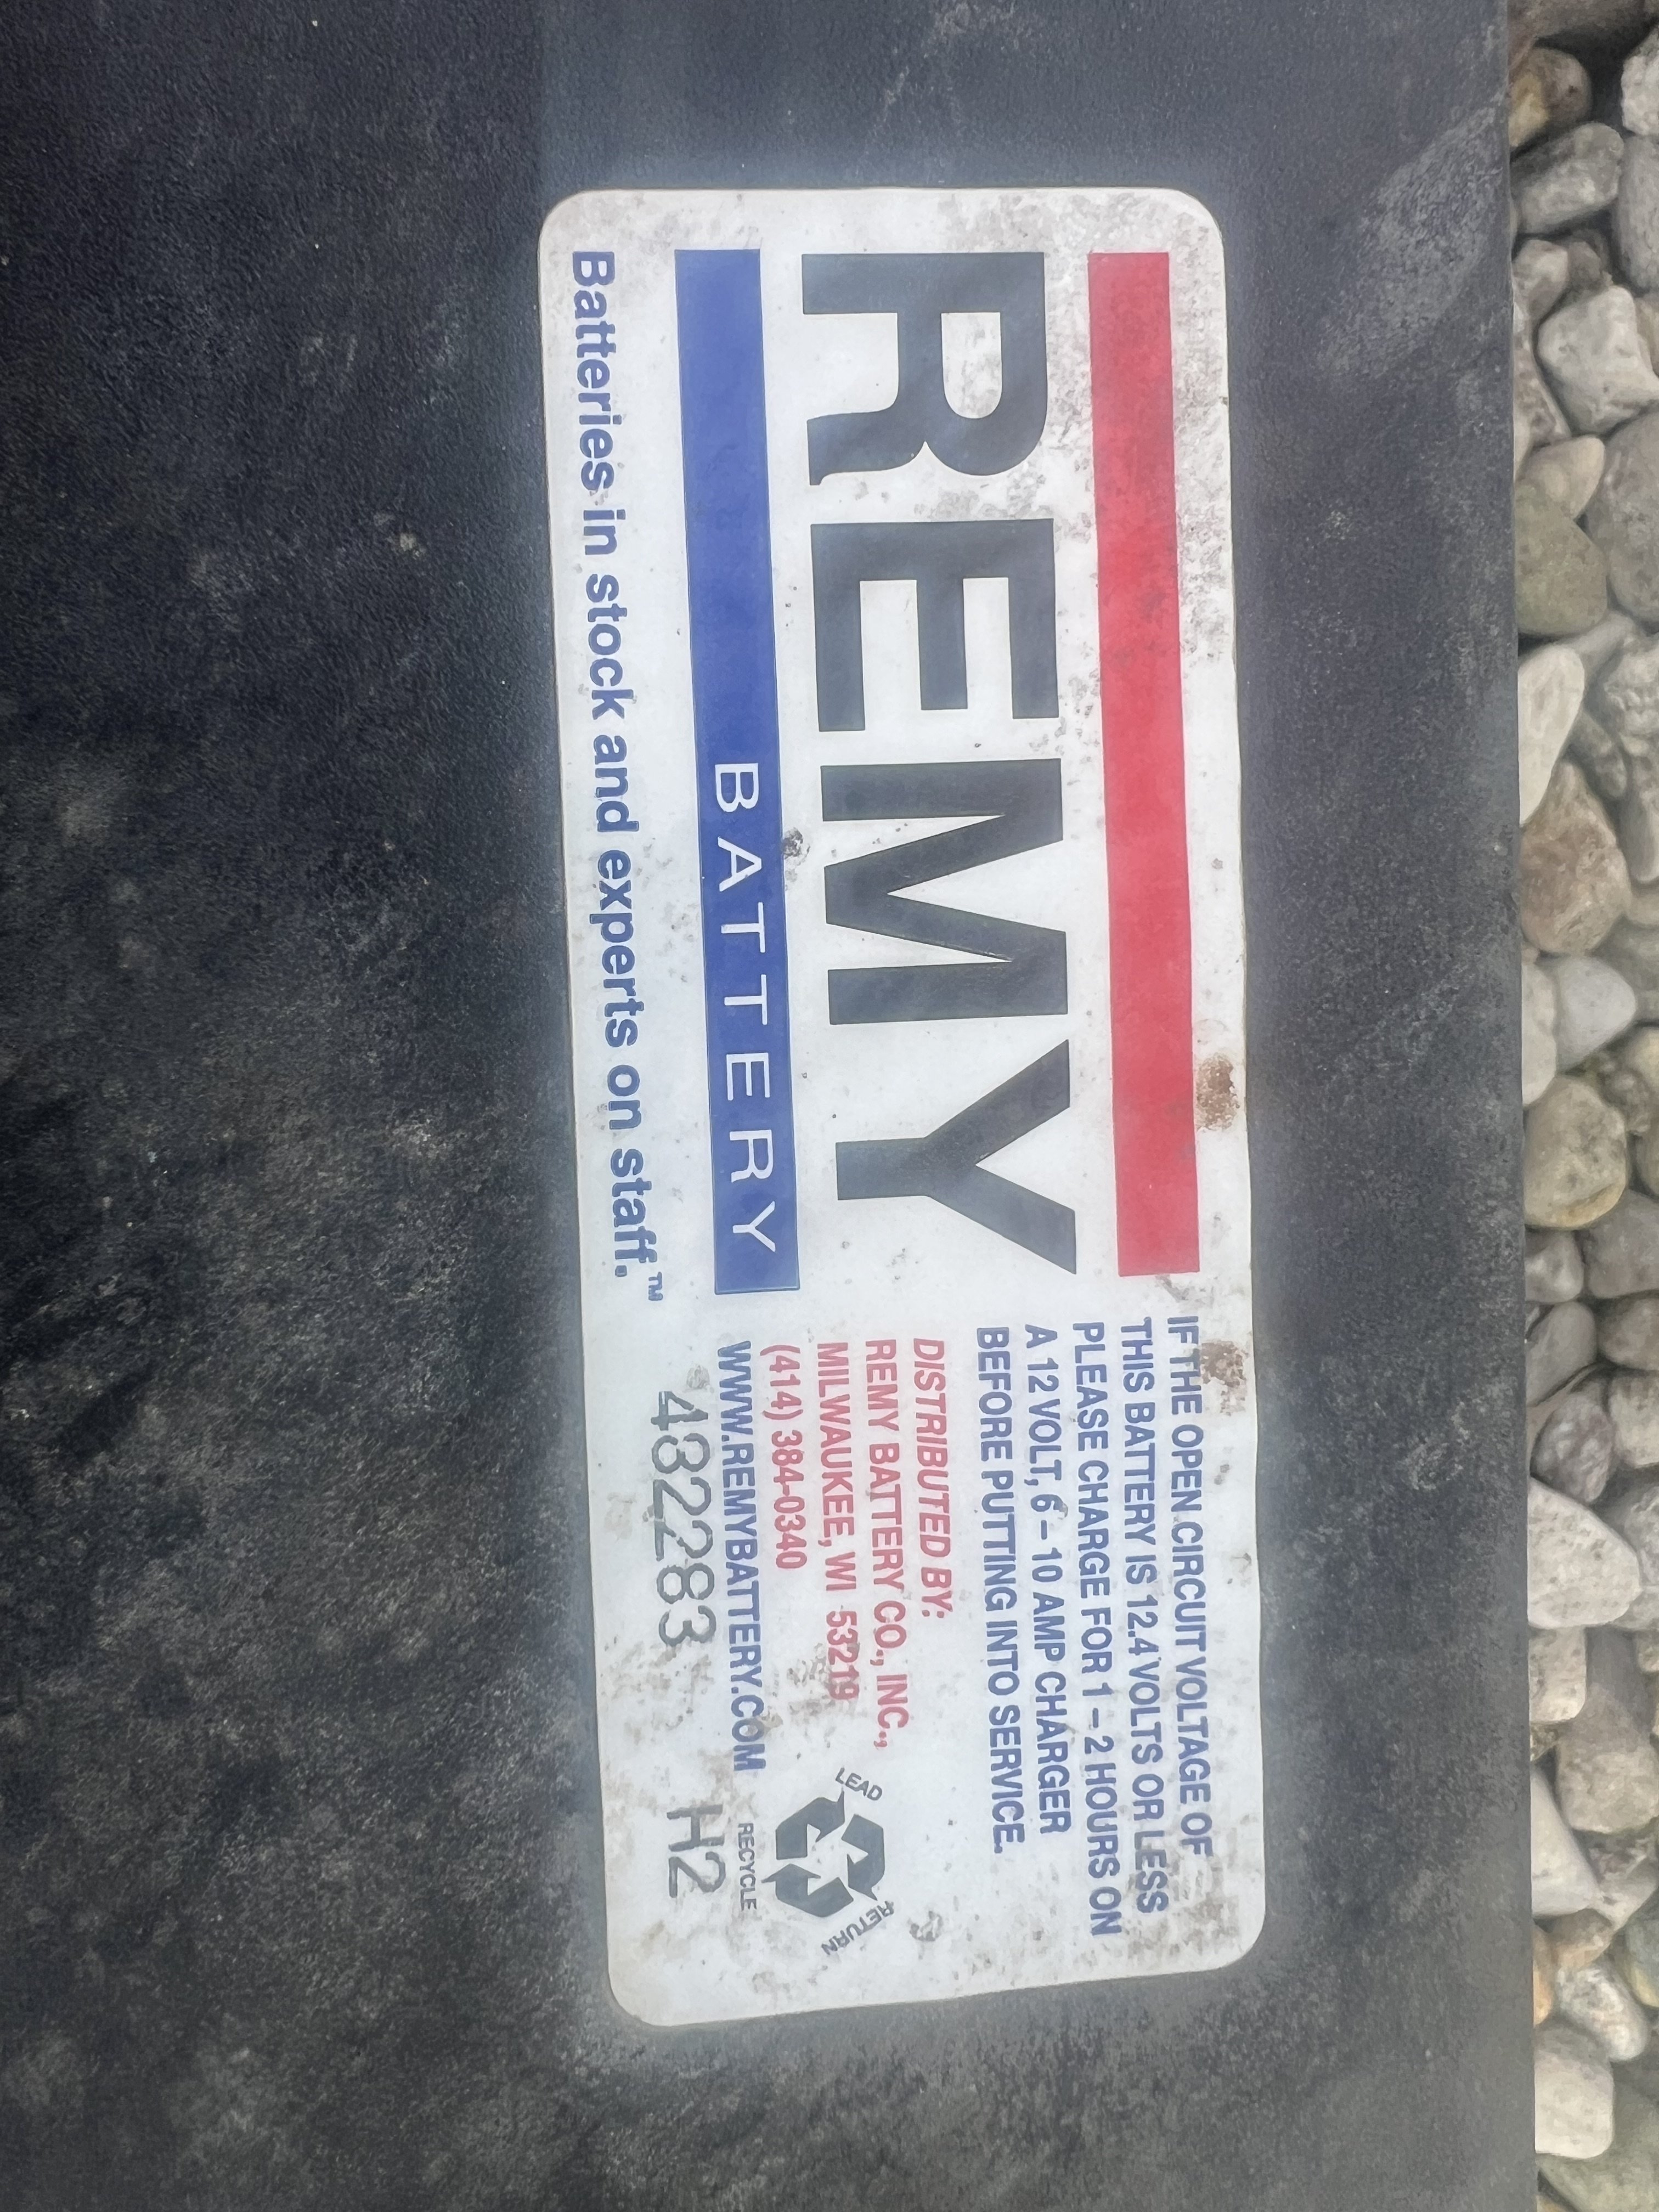 REMY
BATTERY
Batteries in stock and experts on staff.™
IF THE OPEN CIRCUIT VOLTAGE OF
THIS BATTERY IS 12.4 VOLTS OR LESS
PLEASE CHARGE FOR 1 – 2 HOURS ON
A 12 VOLT, 6 – 10 AMP CHARGER
BEFORE PUTTING INTO SERVICE.
DISTRIBUTED BY:
REMY BATTERY CO., INC.,
MILWAUKEE, WI 53219
(414) 384-0340
WWW.REMYBATTERY.COM
LEAD
RETURN
RECYCLE
4822283 H2